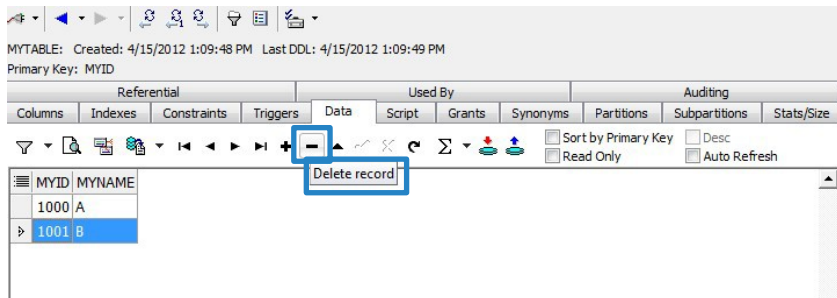 MYTABLE: Created: 4/15/2012 1:09:48 PM Last DDL: 4/15/2012 1:09:49 PM
Primary Key: MYID
Referential Used By Auditing
Columns Indexes Constraints Triggers Data Script Grants Synonyms Partitions Subpartitions Stats/Size
Sort by Primary Key Desc
Read Only Auto Refresh
Delete record
MYID MYNAME
1000 A
1001 B